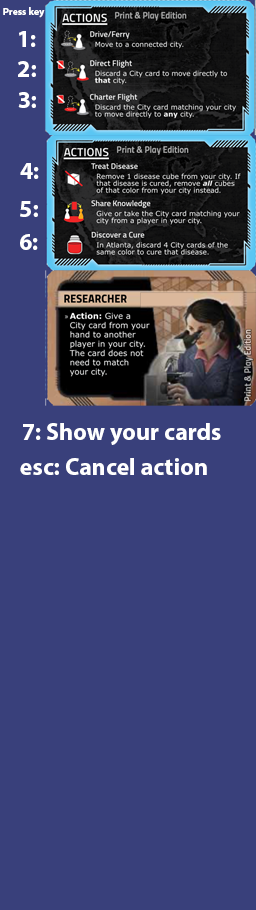 Press key
ACTIONS Print & Play Edition
1:
Drive/Ferry
Move to a connected city.
2:
Direct Flight
Discard a City card to move directly to
that city.
3:
Charter Flight
Discard the City card matching your city
to move directly to any city.
ACTIONS Print & Play Edition
4:
Treat Disease
Remove 1 disease cube from your city. If
that disease is cured, remove all cubes
of that color from your city instead.
5:
Share Knowledge
Give or take the City card matching your
city from a player in your city.
6:
Discover a Cure
In Atlanta, discard 4 City cards of the
same color to cure that disease.
RESEARCHER
» Action: Give a
City card from your
hand to another
player in your city.
The card does not
need to match
your city.
Print & Play Edition
7: Show your cards
esc: Cancel action